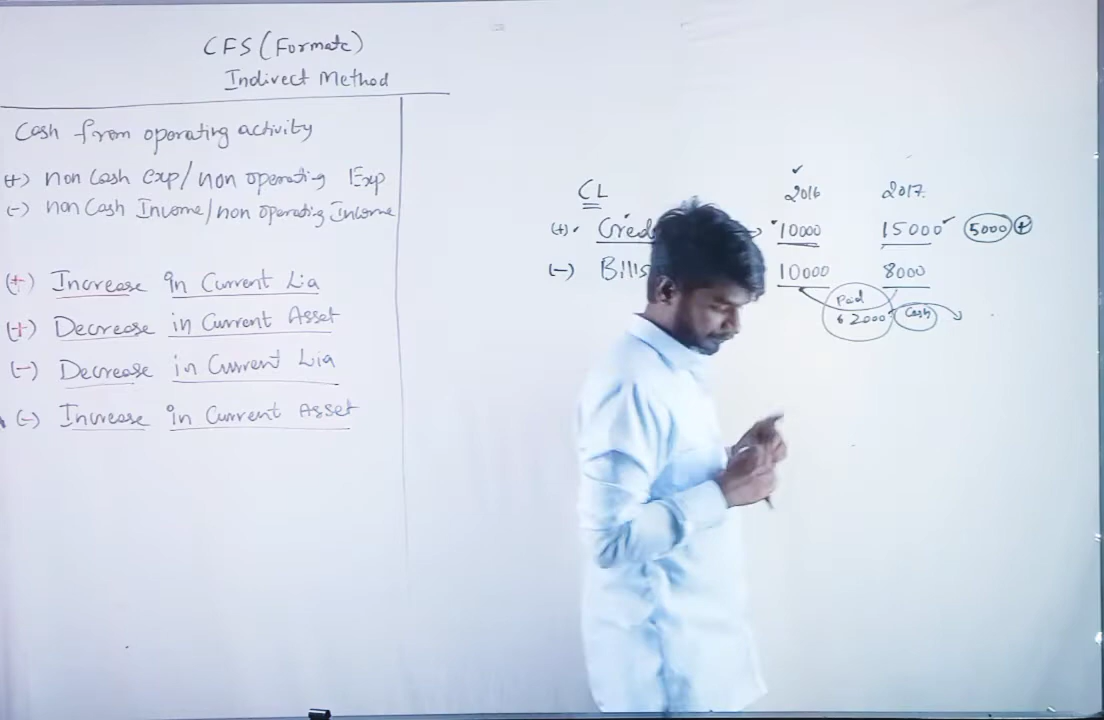 CFS (Formate)
Indirect Method
Cash from operating activity
(+) non Cash exp/non operating Exp
(-) non Cash Income/non operating Income
(+) Increase in Current Lia
(+) Decrease in Current Asset
(-) Decrease in Current Lia
(-) Increase in Current Asset
CL 2016 2017
(+) Cred 10000 15000 5000 +
(-) Bills 10000 8000
Paid
2000 Cash